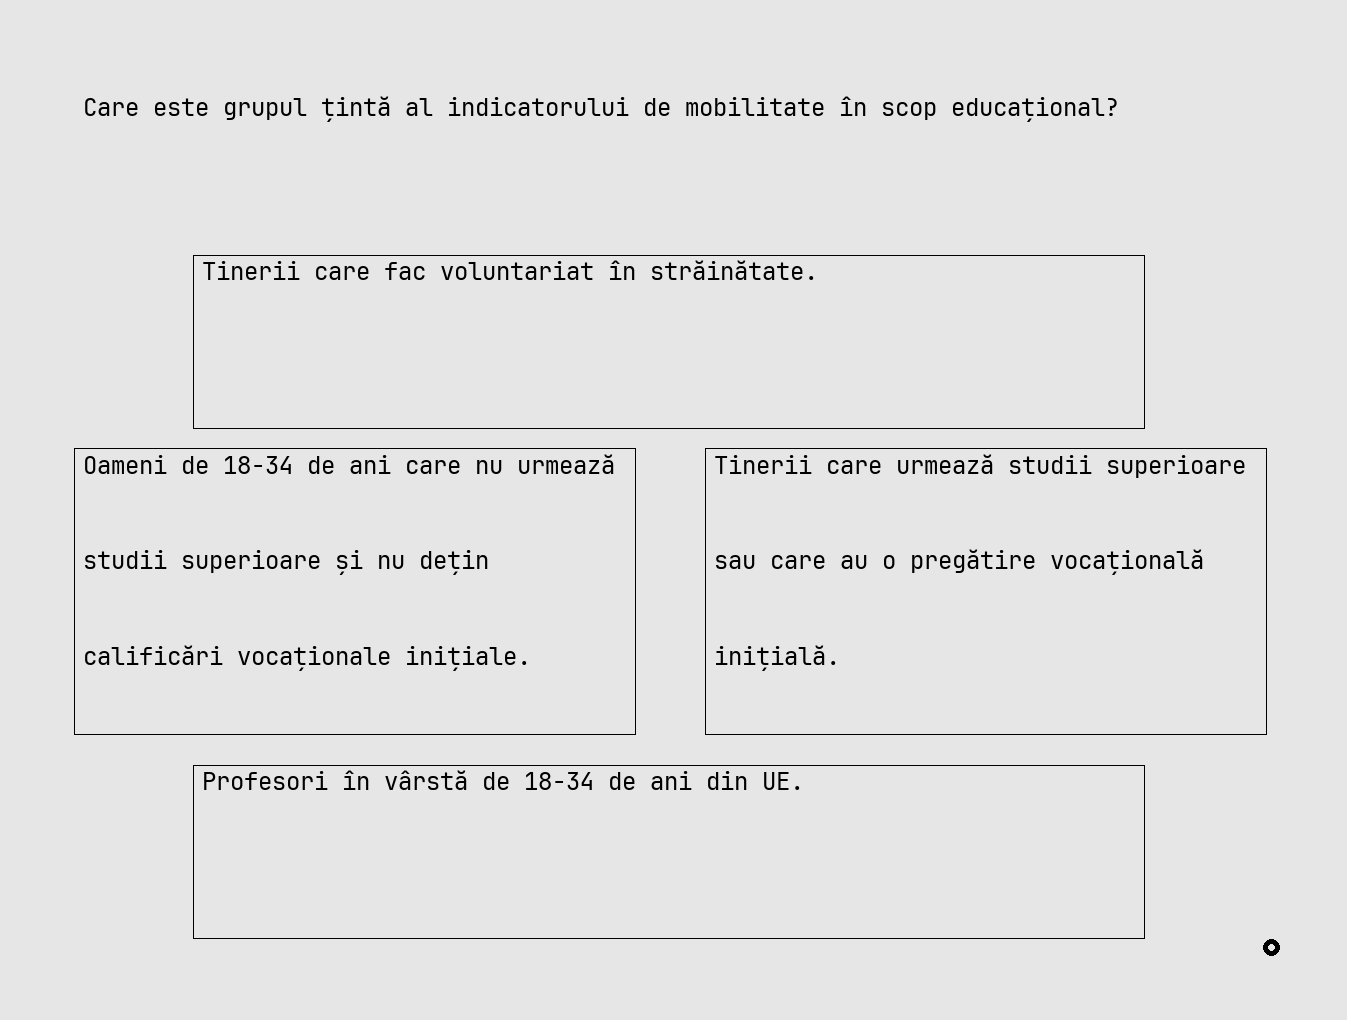 Care este grupul țintă al indicatorului de mobilitate în scop educațional?
Tinerii care fac voluntariat în străinătate.
Oameni de 18-34 de ani care nu urmează
studii superioare și nu dețin
calificări vocaționale inițiale.
Tinerii care urmează studii superioare
sau care au o pregătire vocațională
inițială.
Profesori în vârstă de 18-34 de ani din UE.